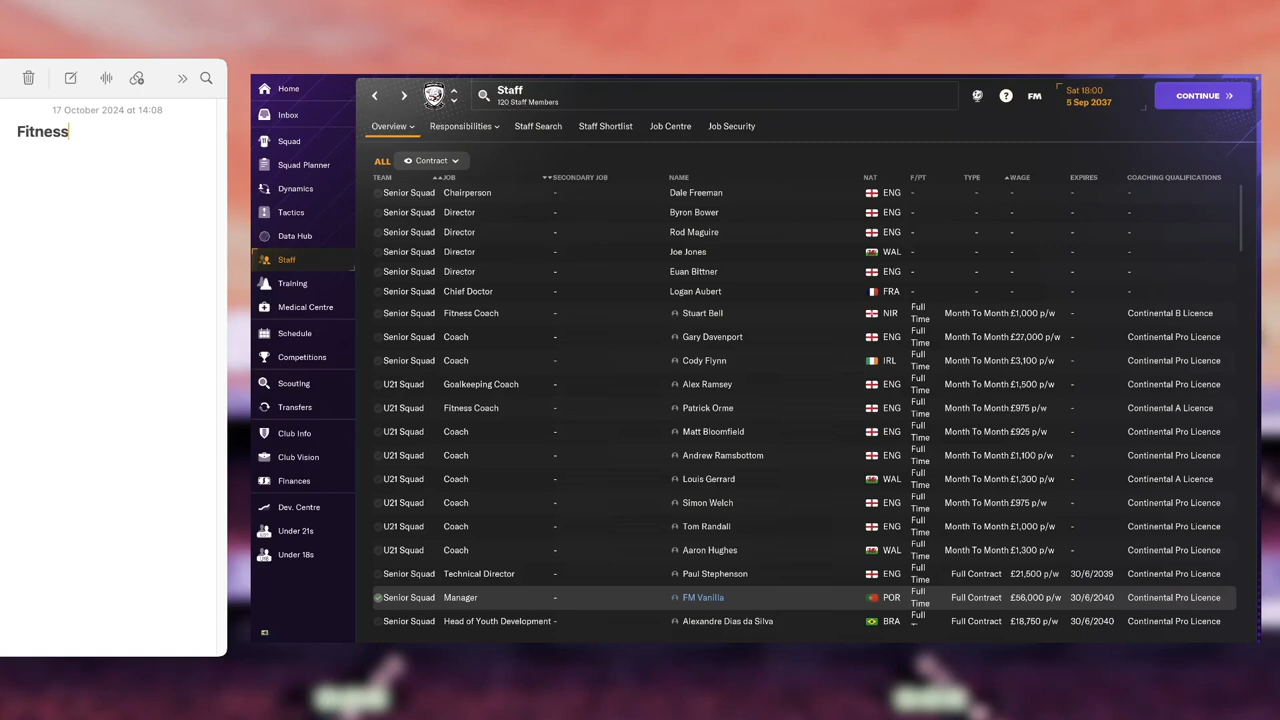 17 October 2024 at 14:08
Fitness
Home
Inbox
Squad
Squad Planner
Dynamics
Tactics
Data Hub
Staff
Training
Medical Centre
Schedule
Competitions
Scouting
Transfers
Club Info
Club Vision
Finances
Dev. Centre
Under 21s
Under 18s
Staff
120 Staff Members
? FM
Sat 18:00
5 Sep 2037
CONTINUE
Overview Responsibilities Staff Search Staff Shortlist Job Centre Job Security
ALL Contract
TEAM JOB SECONDARY JOB NAME NAT F/PT TYPE WAGE EXPIRES COACHING QUALIFICATIONS
Senior Squad Chairperson - Dale Freeman ENG - - - - -
Senior Squad Director - Byron Bower ENG - - - - -
Senior Squad Director - Rod Maguire ENG - - - - -
Senior Squad Director - Joe Jones WAL - - - - -
Senior Squad Director - Euan Bittner ENG - - - - -
Senior Squad Chief Doctor - Logan Aubert FRA - - - - -
Senior Squad Fitness Coach - Stuart Bell NIR Full Time Month To Month £1,000 p/w - Continental B Licence
Senior Squad Coach - Gary Davenport ENG Full Time Month To Month £27,000 p/w - Continental Pro Licence
Senior Squad Coach - Cody Flynn IRL Full Time Month To Month £3,100 p/w - Continental Pro Licence
U21 Squad Goalkeeping Coach - Alex Ramsey ENG Full Time Month To Month £1,500 p/w - Continental Pro Licence
U21 Squad Fitness Coach - Patrick Orme ENG Full Time Month To Month £975 p/w - Continental A Licence
U21 Squad Coach - Matt Bloomfield ENG Full Time Month To Month £925 p/w - Continental Pro Licence
U21 Squad Coach - Andrew Ramsbottom ENG Full Time Month To Month £1,100 p/w - Continental Pro Licence
U21 Squad Coach - Louis Gerrard WAL Full Time Month To Month £1,300 p/w - Continental A Licence
U21 Squad Coach - Simon Welch ENG Full Time Month To Month £975 p/w - Continental Pro Licence
U21 Squad Coach - Tom Randall ENG Full Time Month To Month £1,000 p/w - Continental Pro Licence
U21 Squad Coach - Aaron Hughes WAL Full Time Month To Month £1,300 p/w - Continental Pro Licence
Senior Squad Technical Director - Paul Stephenson ENG Full Time Full Contract £21,500 p/w 30/6/2039 Continental Pro Licence
Senior Squad Manager - FM Vanilla POR Full Time Full Contract £56,000 p/w 30/6/2040 Continental Pro Licence
Senior Squad Head of Youth Development - Alexandre Dias da Silva BRA Full Full Contract £18,750 p/w 30/6/2040 Continental Pro Licence